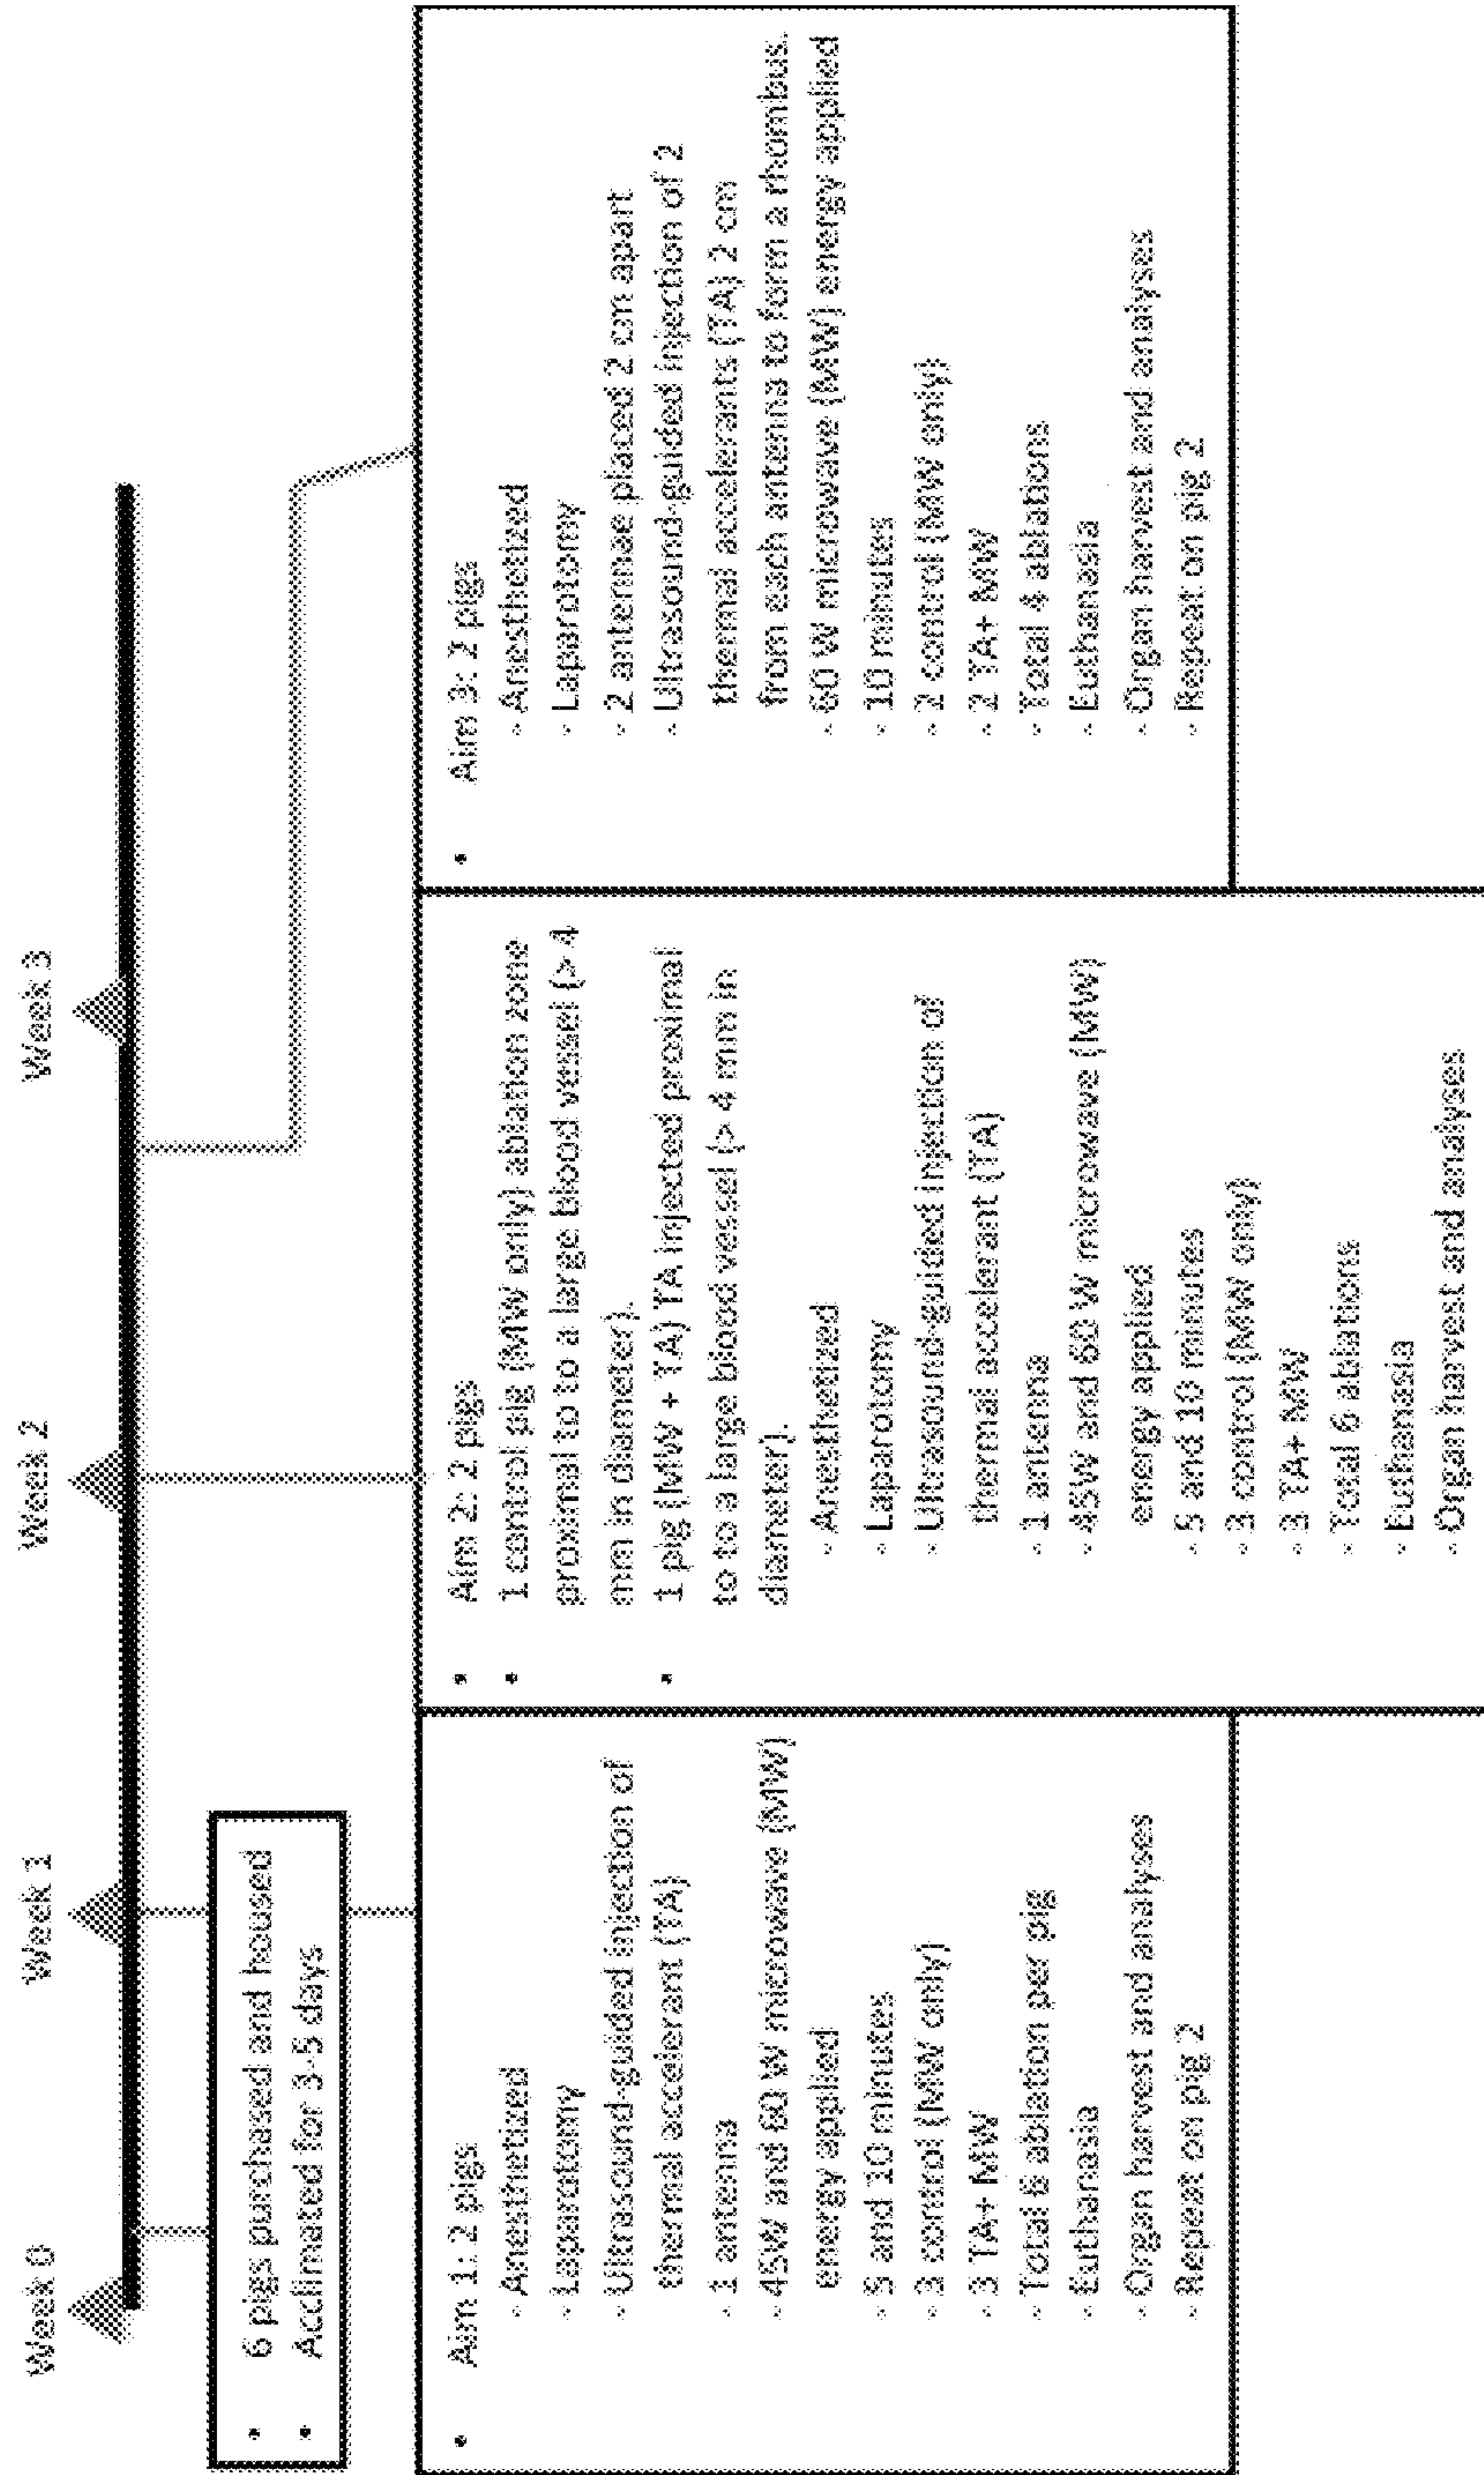 Week 0
Week 1
Week 2
Week 3
• 6 pigs purchased and housed
• Acclimated for 3-5 days
• Aim 1: 2 pigs
- Anesthetized
- Laparotomy
- Ultrasound-guided injection of
thermal accelerant (TA)
- 1 antenna
- 45W and 60 W microwave (MW)
energy applied
- 5 and 10 minutes
- 3 control (MW only)
- 3 TA+ MW
- Total 6 ablation per pig
- Euthanasia
- Organ harvest and analyses
- Repeat on pig 2
• Aim 2: 2 pigs
• 1 control pig (MW only) ablation zone
proximal to a large blood vessel (> 4
mm in diameter).
• 1 pig (MW + TA) TA injected proximal
to to a large blood vessel (> 4 mm in
diameter).
- Anesthetized
- Laparotomy
- Ultrasound-guided injection of
thermal accelerant (TA)
- 1 antenna
- 45W and 60 W microwave (MW)
energy applied
- 5 and 10 minutes
- 3 control (MW only)
- 3 TA+ MW
- Total 6 ablations
- Euthanasia
- Organ harvest and analyses
• Aim 3: 2 pigs
- Anesthetized
- Laparotomy
- 2 antennae placed 2 cm apart
- Ultrasound-guided injection of 2
thermal accelerants (TA) 2 cm
from each antenna to form a rhombus.
- 60 W microwave (MW) energy applied
- 10 minutes
- 2 control (MW only)
- 2 TA+ MW
- Total 4 ablations
- Euthanasia
- Organ harvest and analyses
- Repeat on pig 2